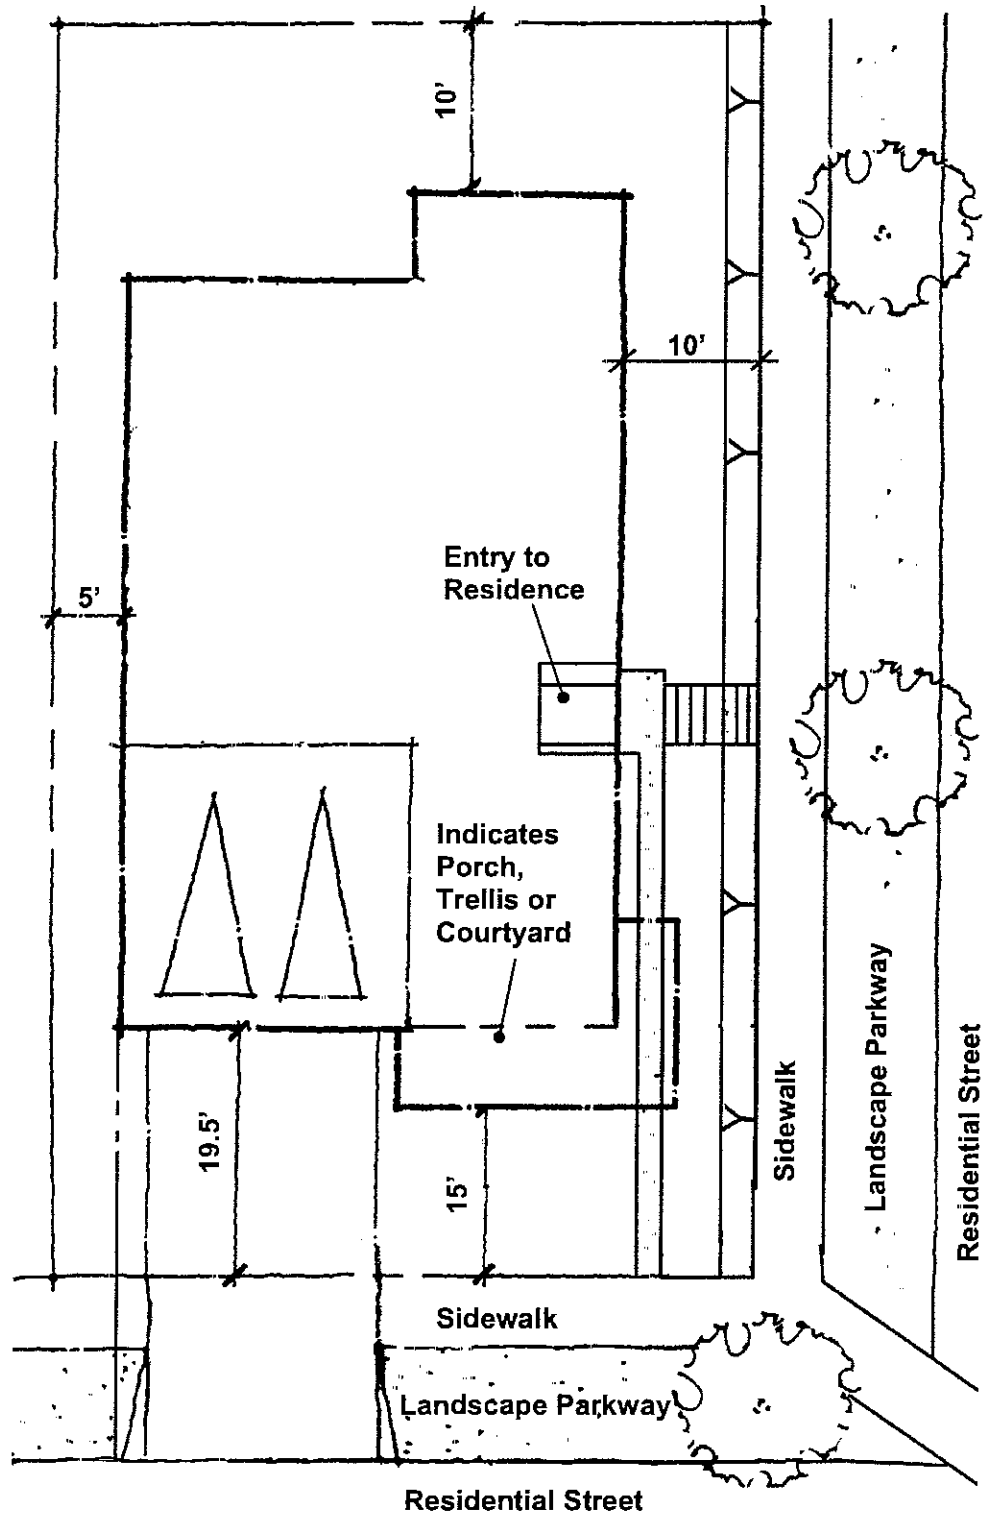 10'
10'
Entry to
Residence
5'
Indicates
Porch,
Trellis or
Courtyard
19.5'
15'
Sidewalk
Landscape Parkway
Residential Street
Sidewalk
Landscape Parkway
Residential Street